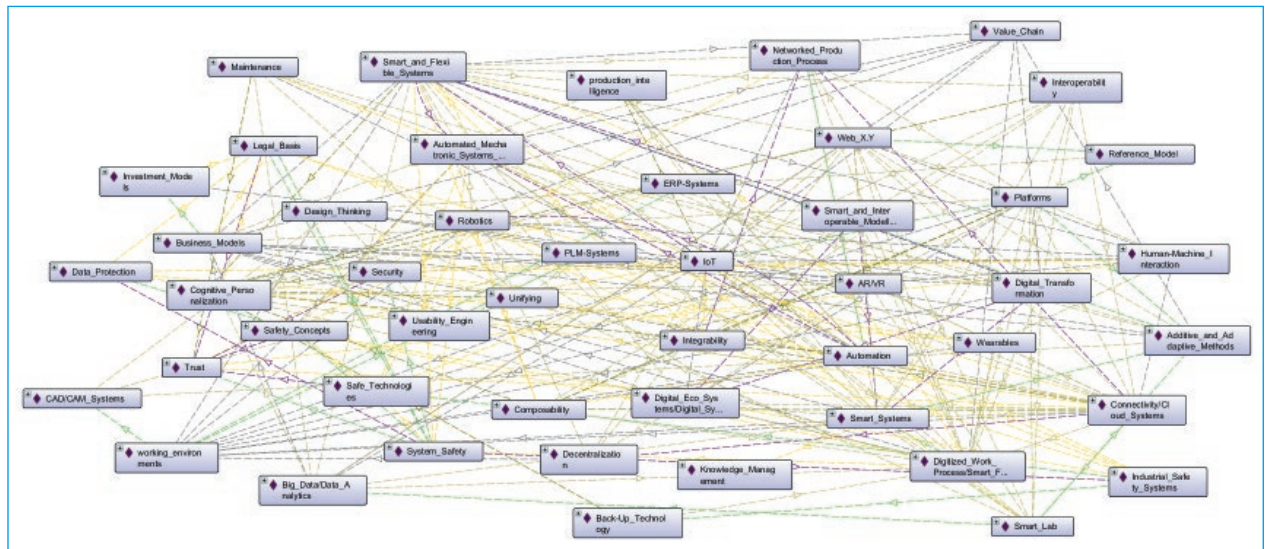 Value_Chain
Maintenance
Smart_and_Flexi
ble_Systems
Networked_Produ
ction_Process
production_inte
lligence
Interoperabilit
y
Legal_Basis
Automated_Mecha
tronic_Systems_...
Web_X.Y
Reference_Model
Investment_Mode
ls
ERP-Systems
Design_Thinking
Robotics
Smart_and_Inter
operable_Modell...
Platforms
Business_Models
PLM-Systems
IoT
Human-Machine_I
nteraction
Data_Protection
Security
Cognitive_Perso
nalization
Unifying
AR/VR
Digital_Transfo
rmation
Safety_Concepts
Usability_Engin
eering
Integrability
Automation
Wearables
Additive_and_Ad
aptive_Methods
Trust
CAD/CAM_Systems
Safe_Technologi
es
Composability
Digital_Eco_Sys
tems/Digital_Sy...
Smart_Systems
Connectivity/Cl
oud_Systems
working_environ
ments
System_Safety
Decentralizatio
n
Knowledge_Manag
ement
Digitized_Work_
Process/Smart_F...
Industrial_Safe
ty_Systems
Big_Data/Data_A
nalytics
Back-Up_Technol
ogy
Smart_Lab